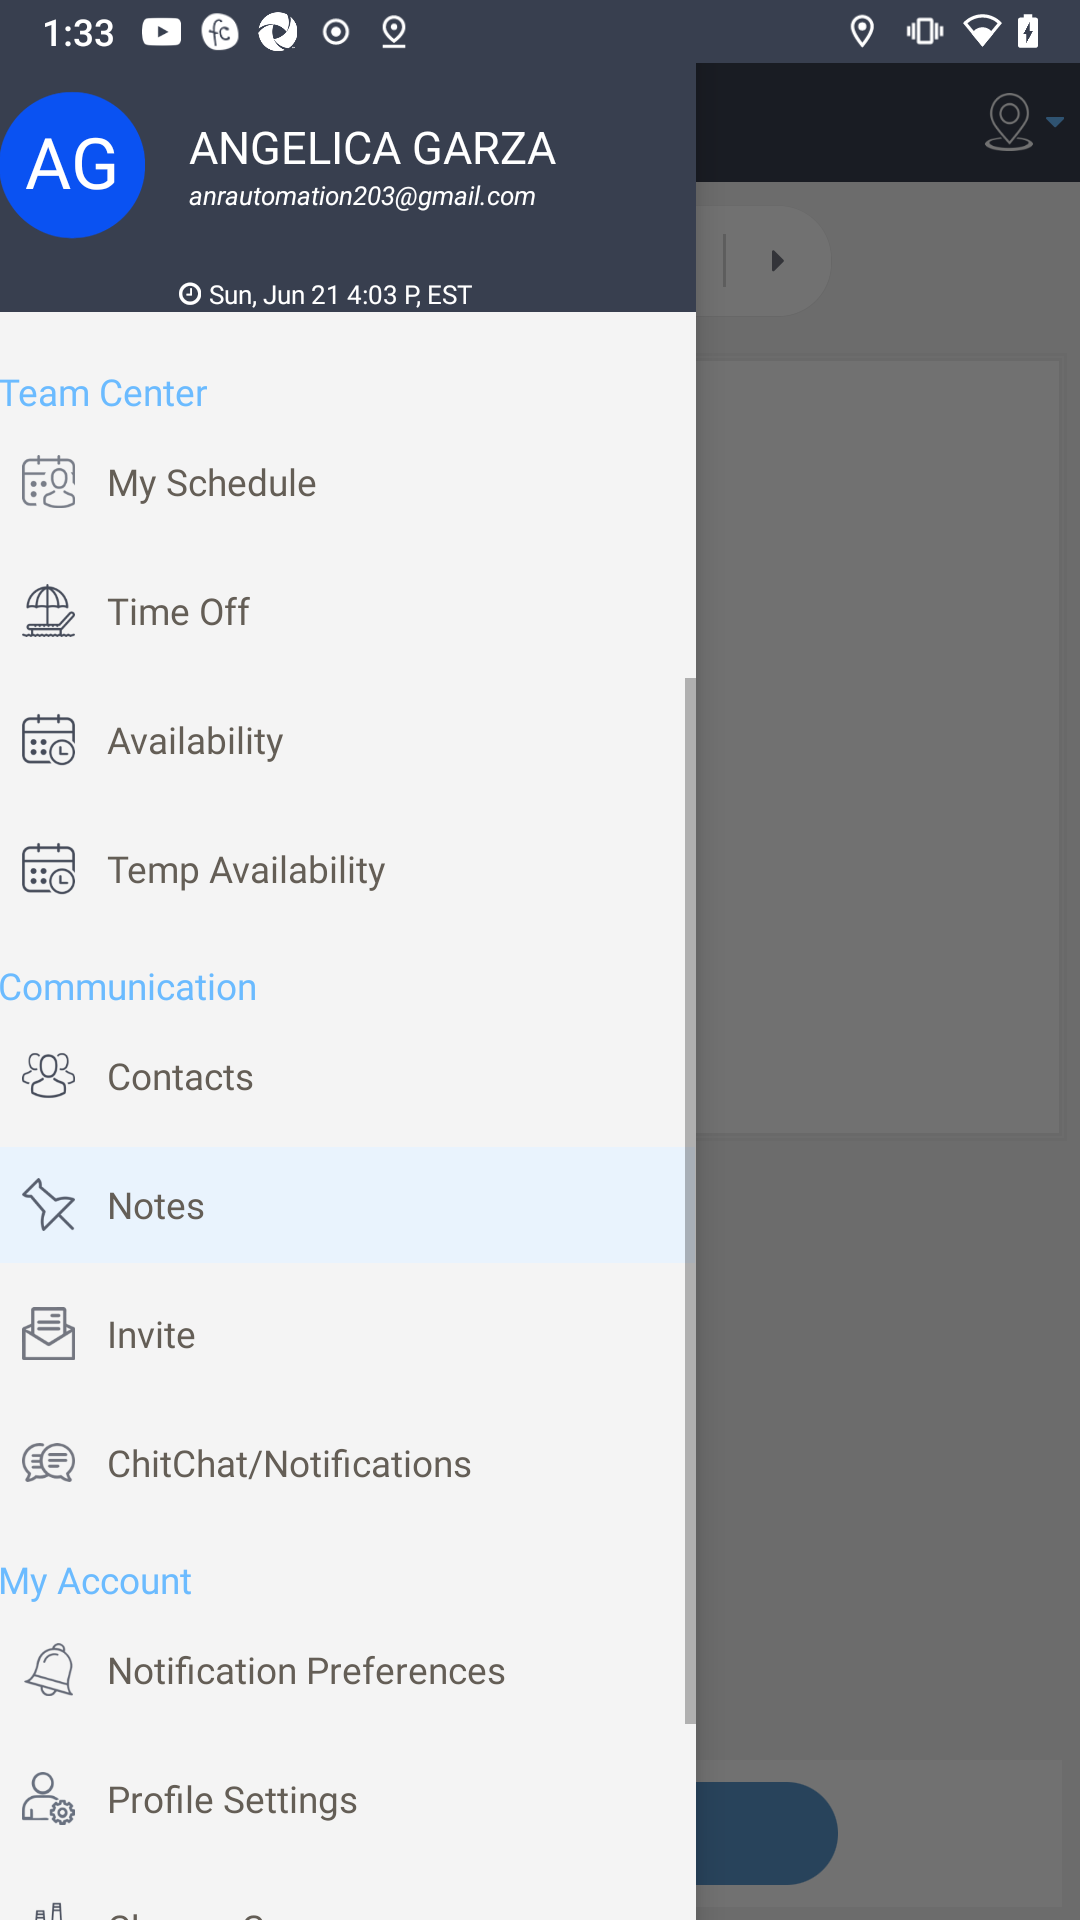 1:33
AG
ANGELICA GARZA
anrautomation203@gmail.com
Sun, Jun 21 4:03 P, EST
Team Center
My Schedule
Time Off
Availability
Temp Availability
Communication
Contacts
Notes
Invite
ChitChat/Notifications
My Account
Notification Preferences
Profile Settings